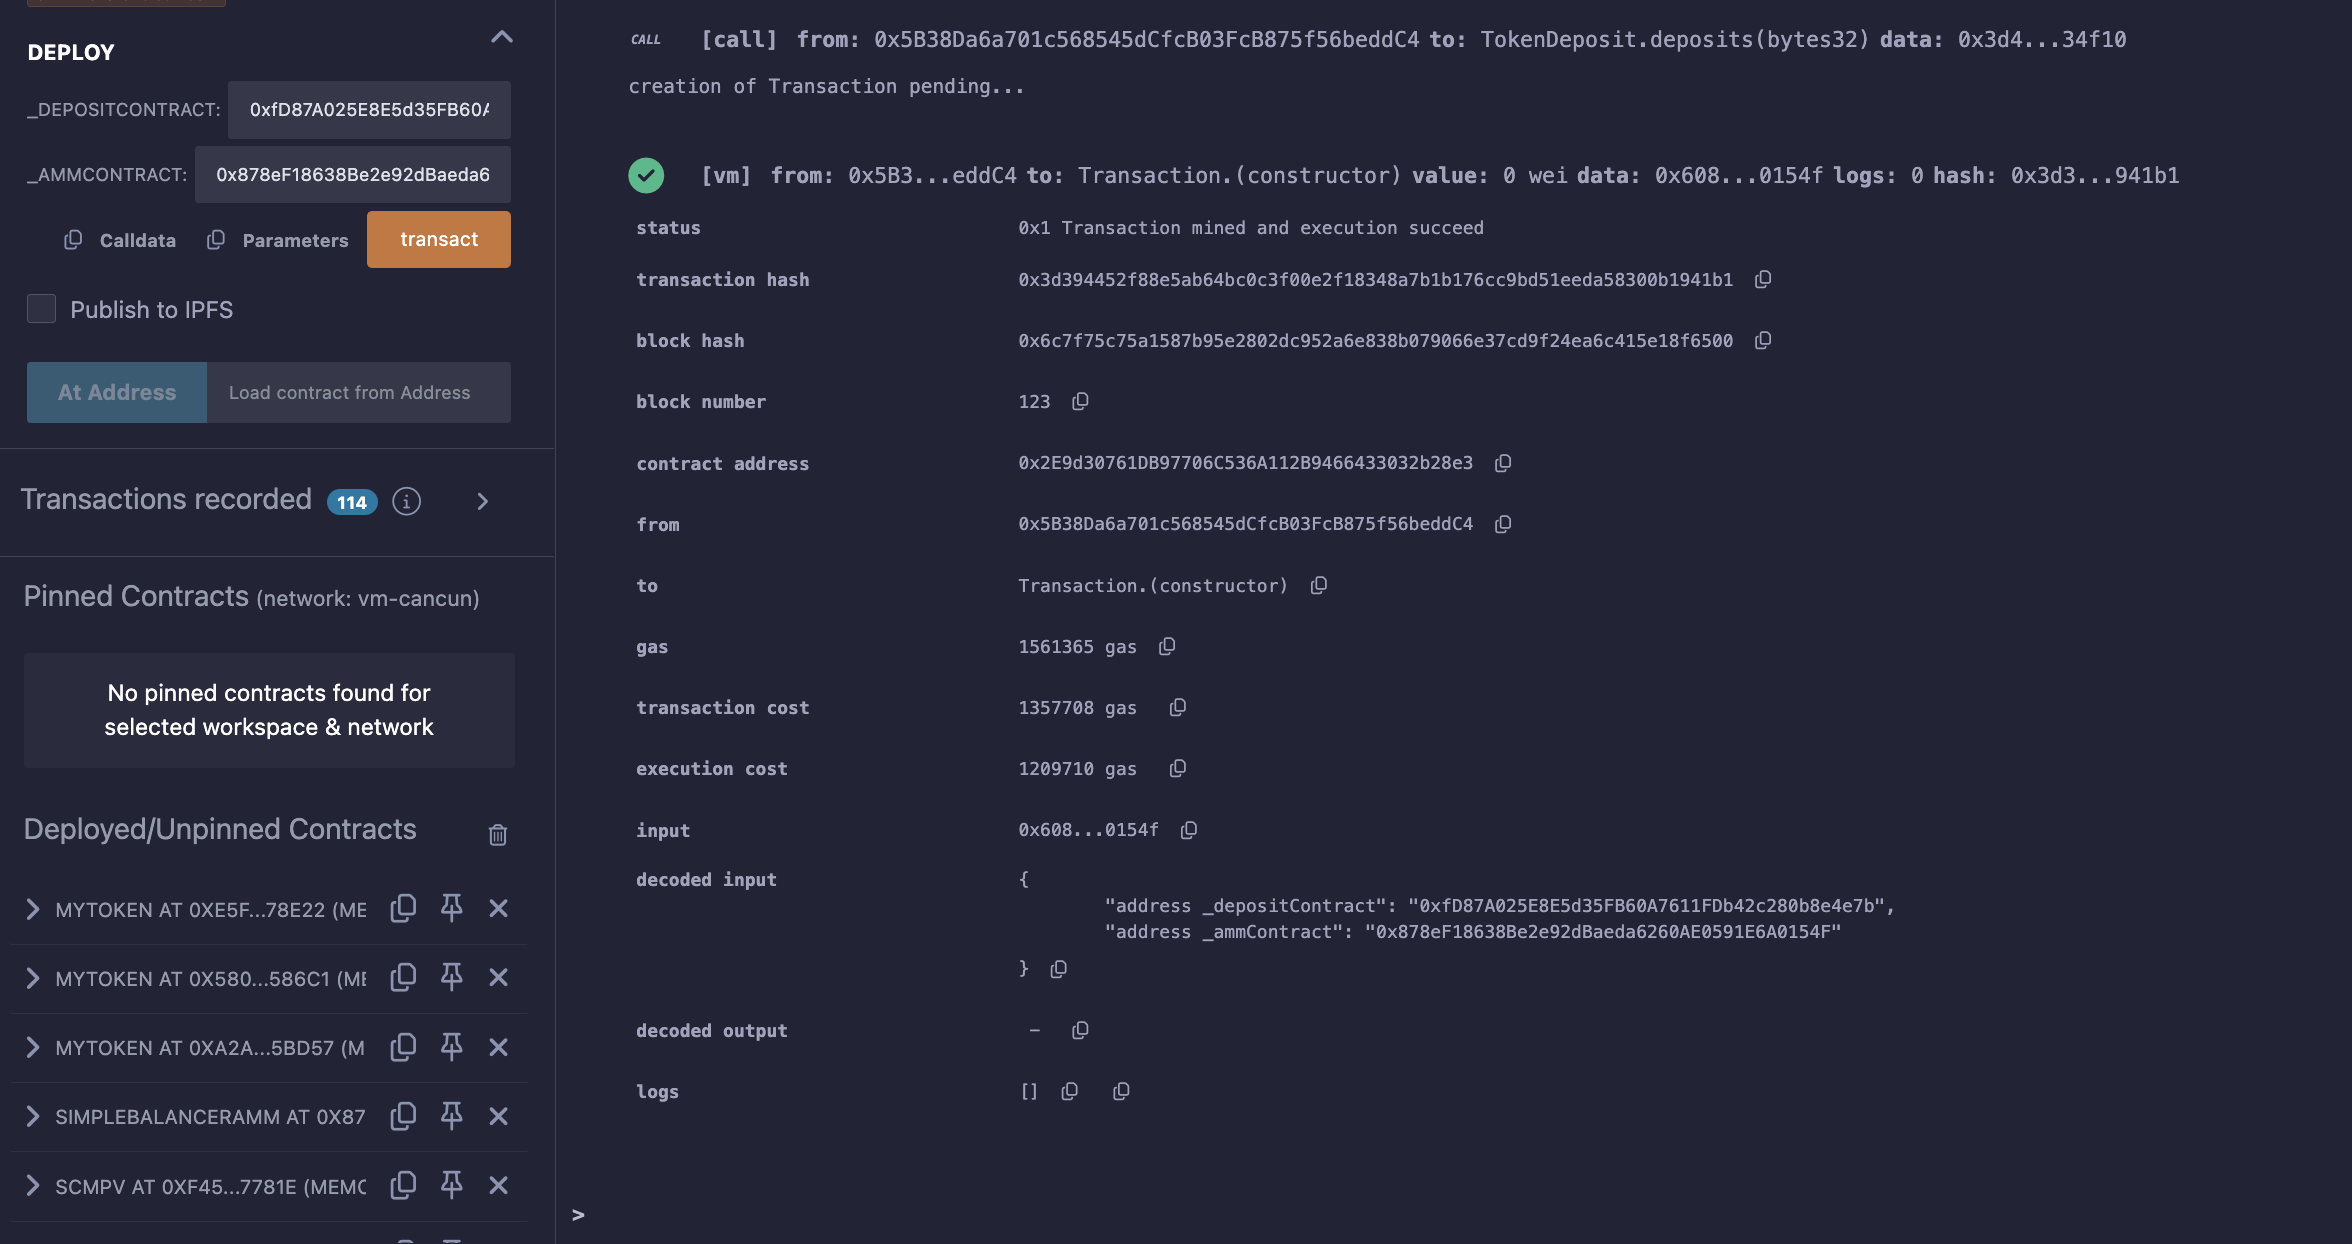 DEPLOY
_DEPOSITCONTRACT: 0xfD87A025E8E5d35FB60A
_AMMCONTRACT: 0x878eF18638Be2e92dBaeda6
Calldata Parameters transact
Publish to IPFS
At Address Load contract from Address
Transactions recorded 114 i
Pinned Contracts (network: vm-cancun)
No pinned contracts found for
selected workspace & network
Deployed/Unpinned Contracts
MYTOKEN AT 0XE5F...78E22 (ME
MYTOKEN AT 0X580...586C1 (ME
MYTOKEN AT 0XA2A...5BD57 (M
SIMPLEBALANCERAMM AT 0X87
SCMPV AT 0XF45...7781E (MEMO
CALL [call] from: 0x5B38Da6a701c568545dCfcB03FcB875f56beddC4 to: TokenDeposit.deposits(bytes32) data: 0x3d4...34f10
creation of Transaction pending...
[vm] from: 0x5B3...eddC4 to: Transaction.(constructor) value: 0 wei data: 0x608...0154f logs: 0 hash: 0x3d3...941b1
status 0x1 Transaction mined and execution succeed
transaction hash 0x3d394452f88e5ab64bc0c3f00e2f18348a7b1b176cc9bd51eeda58300b1941b1
block hash 0x6c7f75c75a1587b95e2802dc952a6e838b079066e37cd9f24ea6c415e18f6500
block number 123
contract address 0x2E9d30761DB97706C536A112B9466433032b28e3
from 0x5B38Da6a701c568545dCfcB03FcB875f56beddC4
to Transaction.(constructor)
gas 1561365 gas
transaction cost 1357708 gas
execution cost 1209710 gas
input 0x608...0154f
decoded input {
"address _depositContract": "0xfD87A025E8E5d35FB60A7611FDb42c280b8e4e7b",
"address _ammContract": "0x878eF18638Be2e92dBaeda6260AE0591E6A0154F"
}
decoded output –
logs []
>